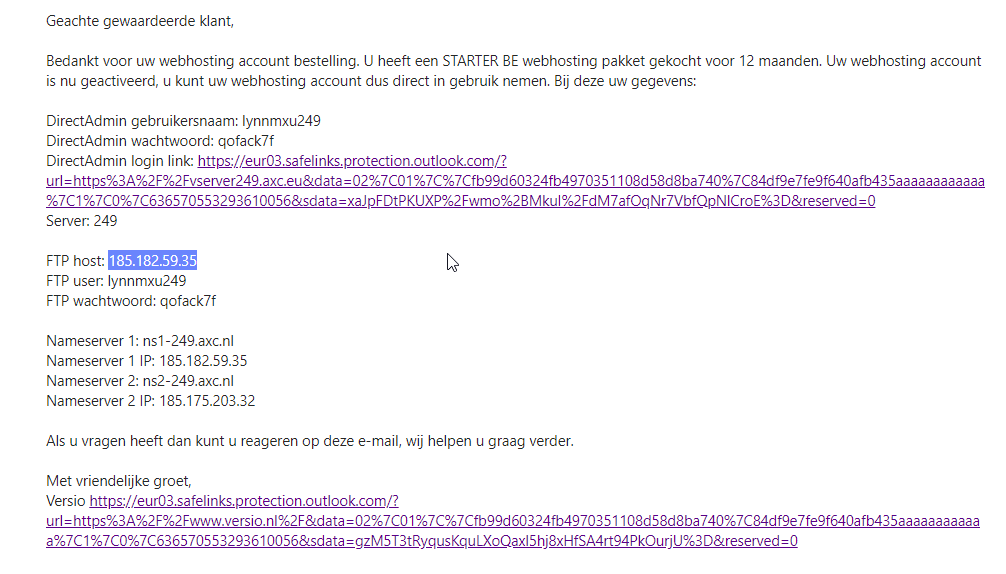 Geachte gewaardeerde klant,
Bedankt voor uw webhosting account bestelling. U heeft een STARTER BE webhosting pakket gekocht voor 12 maanden. Uw webhosting account
is nu geactiveerd, u kunt uw webhosting account dus direct in gebruik nemen. Bij deze uw gegevens:
DirectAdmin gebruikersnaam: lynnmxu249
DirectAdmin wachtwoord: qofack7f
DirectAdmin login link: https://eur03.safelinks.protection.outlook.com/?
url=https%3A%2F%2Fvserver249.axc.eu&data=02%7C01%7C%7Cfb99d60324fb4970351108d58d8ba740%7C84df9e7fe9f640afb435aaaaaaaaaaaa
%7C1%7C0%7C636570553293610056&sdata=xaJpFDtPKUXP%2Fwmo%2BMkuI%2FdM7afOqNr7VbfQpNlCroE%3D&reserved=0
Server: 249
FTP host: 185.182.59.35
FTP user: lynnmxu249
FTP wachtwoord: qofack7f
Nameserver 1: ns1-249.axc.nl
Nameserver 1 IP: 185.182.59.35
Nameserver 2: ns2-249.axc.nl
Nameserver 2 IP: 185.175.203.32
Als u vragen heeft dan kunt u reageren op deze e-mail, wij helpen u graag verder.
Met vriendelijke groet,
Versio https://eur03.safelinks.protection.outlook.com/?
url=https%3A%2F%2Fwww.versio.nl%2F&data=02%7C01%7C%7Cfb99d60324fb4970351108d58d8ba740%7C84df9e7fe9f640afb435aaaaaaaaaaa
a%7C1%7C0%7C636570553293610056&sdata=gzM5T3tRyqusKquLXoQaxl5hj8xHfSA4rt94PkOurjU%3D&reserved=0